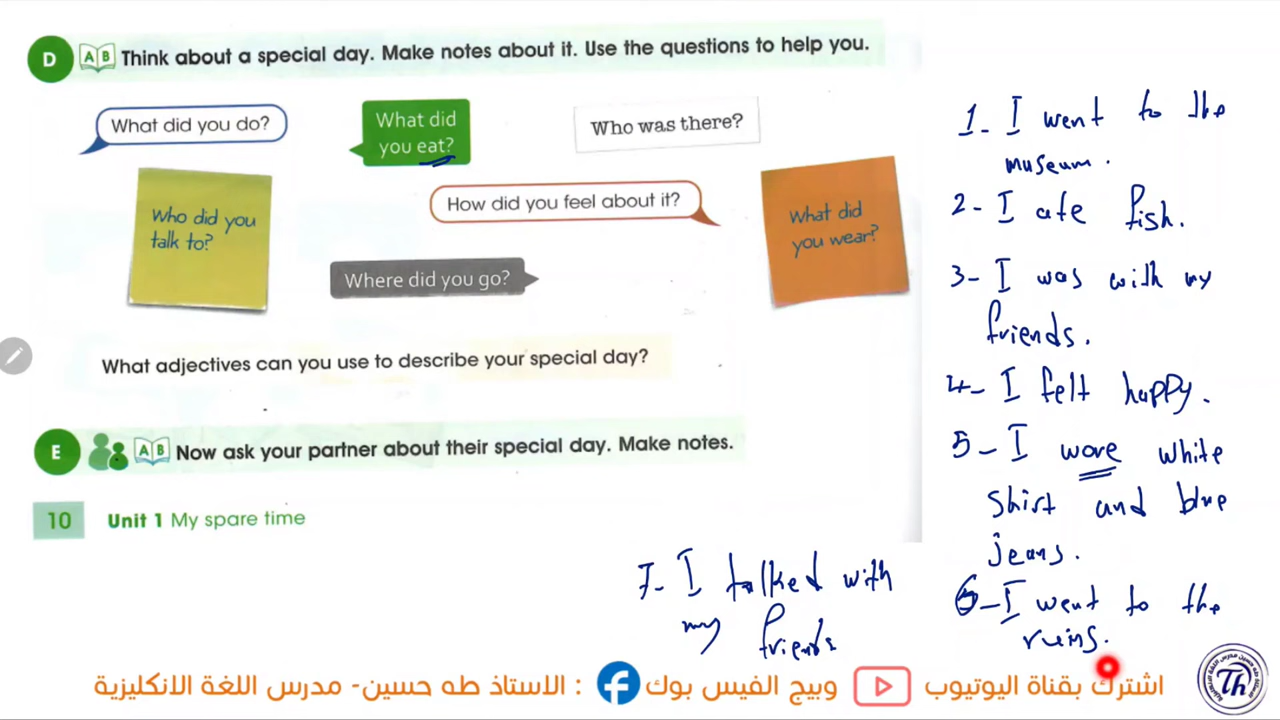 D AB Think about a special day. Make notes about it. Use the questions to help you.
What did you do?
What did
you eat?
Who was there?
Who did you
talk to?
How did you feel about it?
What did
you wear?
Where did you go?
What adjectives can you use to describe your special day?
E AB Now ask your partner about their special day. Make notes.
10 Unit 1 My spare time
1- I went to the
museum.
2- I ate fish.
3- I was with my
friends.
4- I felt happy.
5- I wore white
shirt and blue
jeans.
6- I went to the
ruins.
7- I talked with
my friends
اشترك بقناة اليوتيوب وبيج الفيس بوك : الاستاذ طه حسين- مدرس اللغة الانكليزية
Th